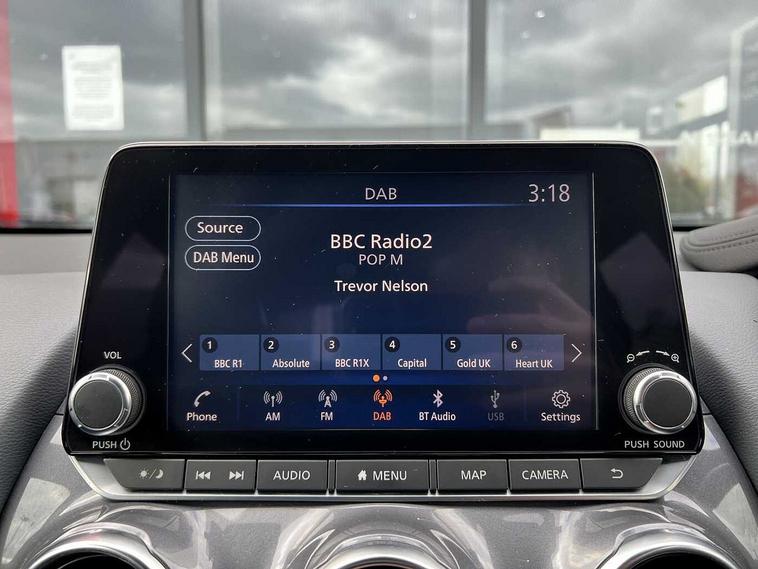 DAB
3:18
Source
DAB Menu
BBC Radio2
POP M
Trevor Nelson
1 BBC R1
2 Absolute
3 BBC R1X
4 Capital
5 Gold UK
6 Heart UK
Phone
AM
FM
DAB
BT Audio
USB
Settings
VOL
PUSH
PUSH SOUND
AUDIO
MENU
MAP
CAMERA